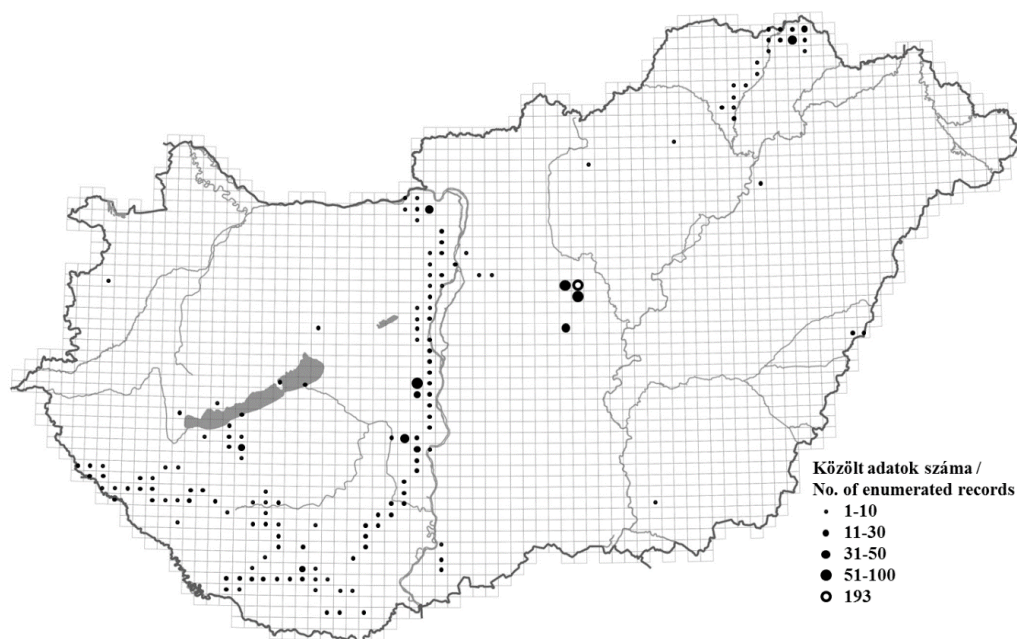 Közölt adatok száma /
No. of enumerated records
1-10
11-30
31-50
51-100
193